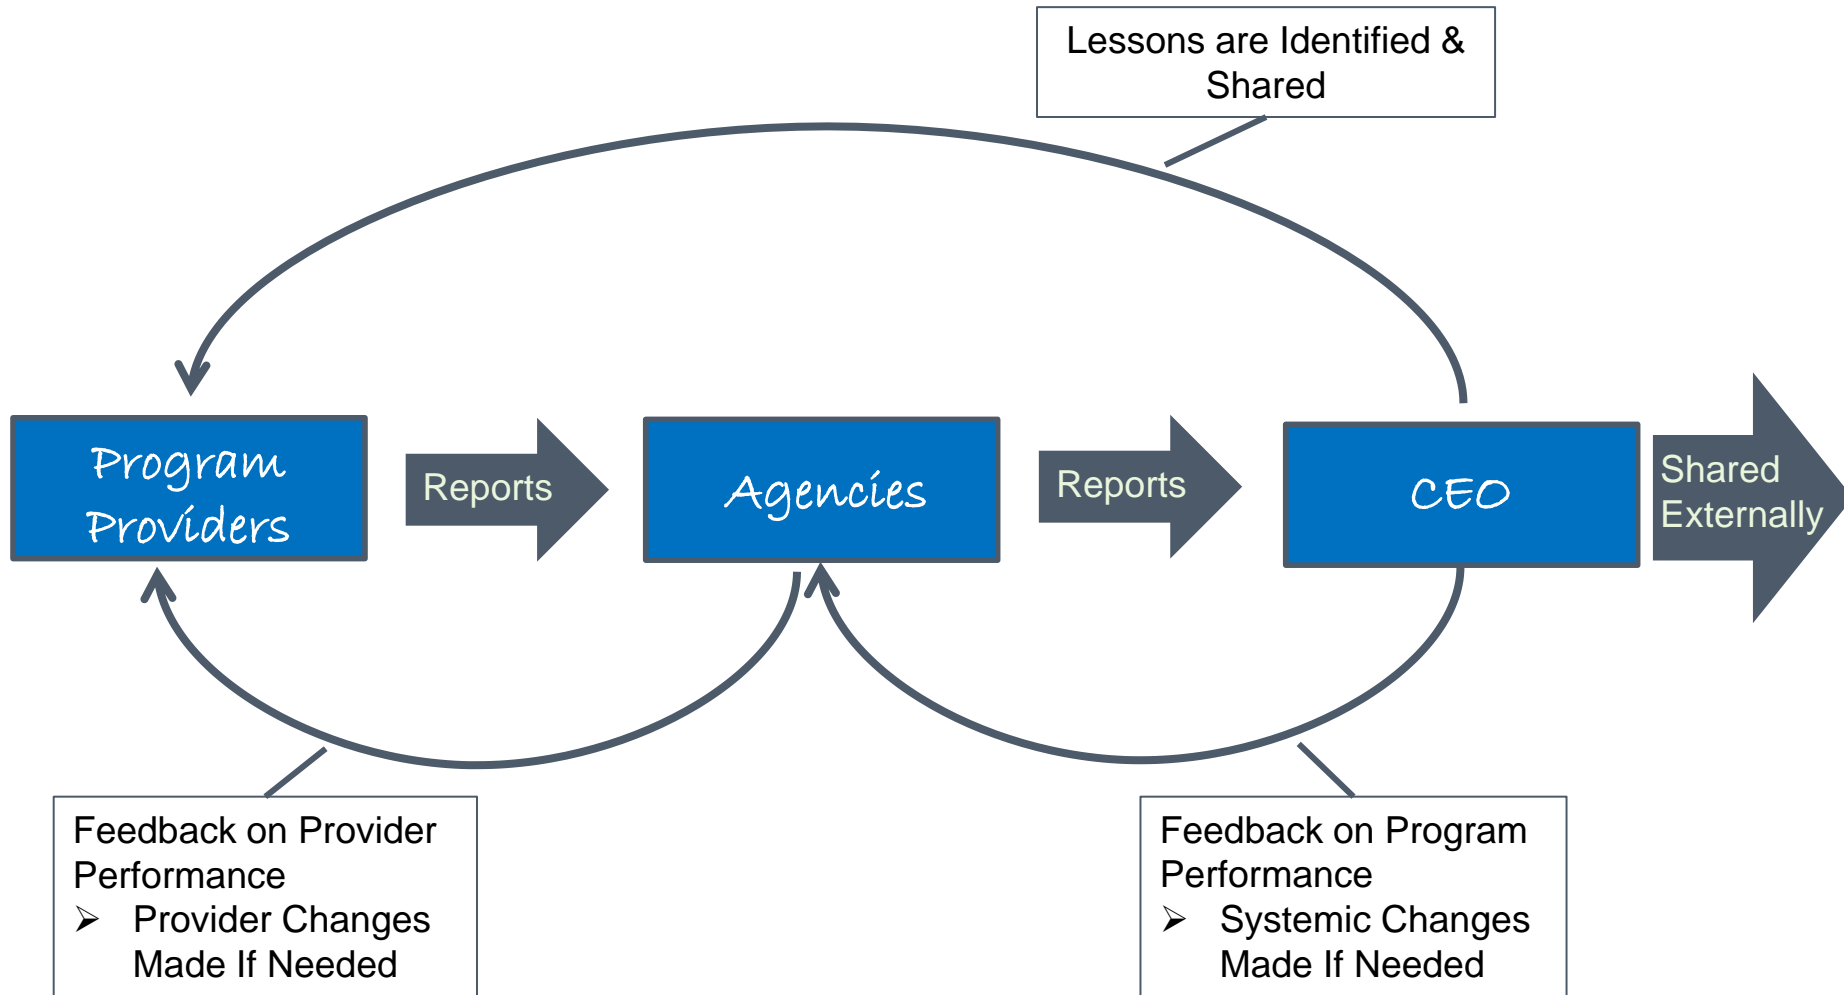 Lessons are Identified &
Shared
Program
Providers
Reports
Agencies
Reports
CEO
Shared
Externally
Feedback on Provider
Performance
➢ Provider Changes
Made If Needed
Feedback on Program
Performance
➢ Systemic Changes
Made If Needed